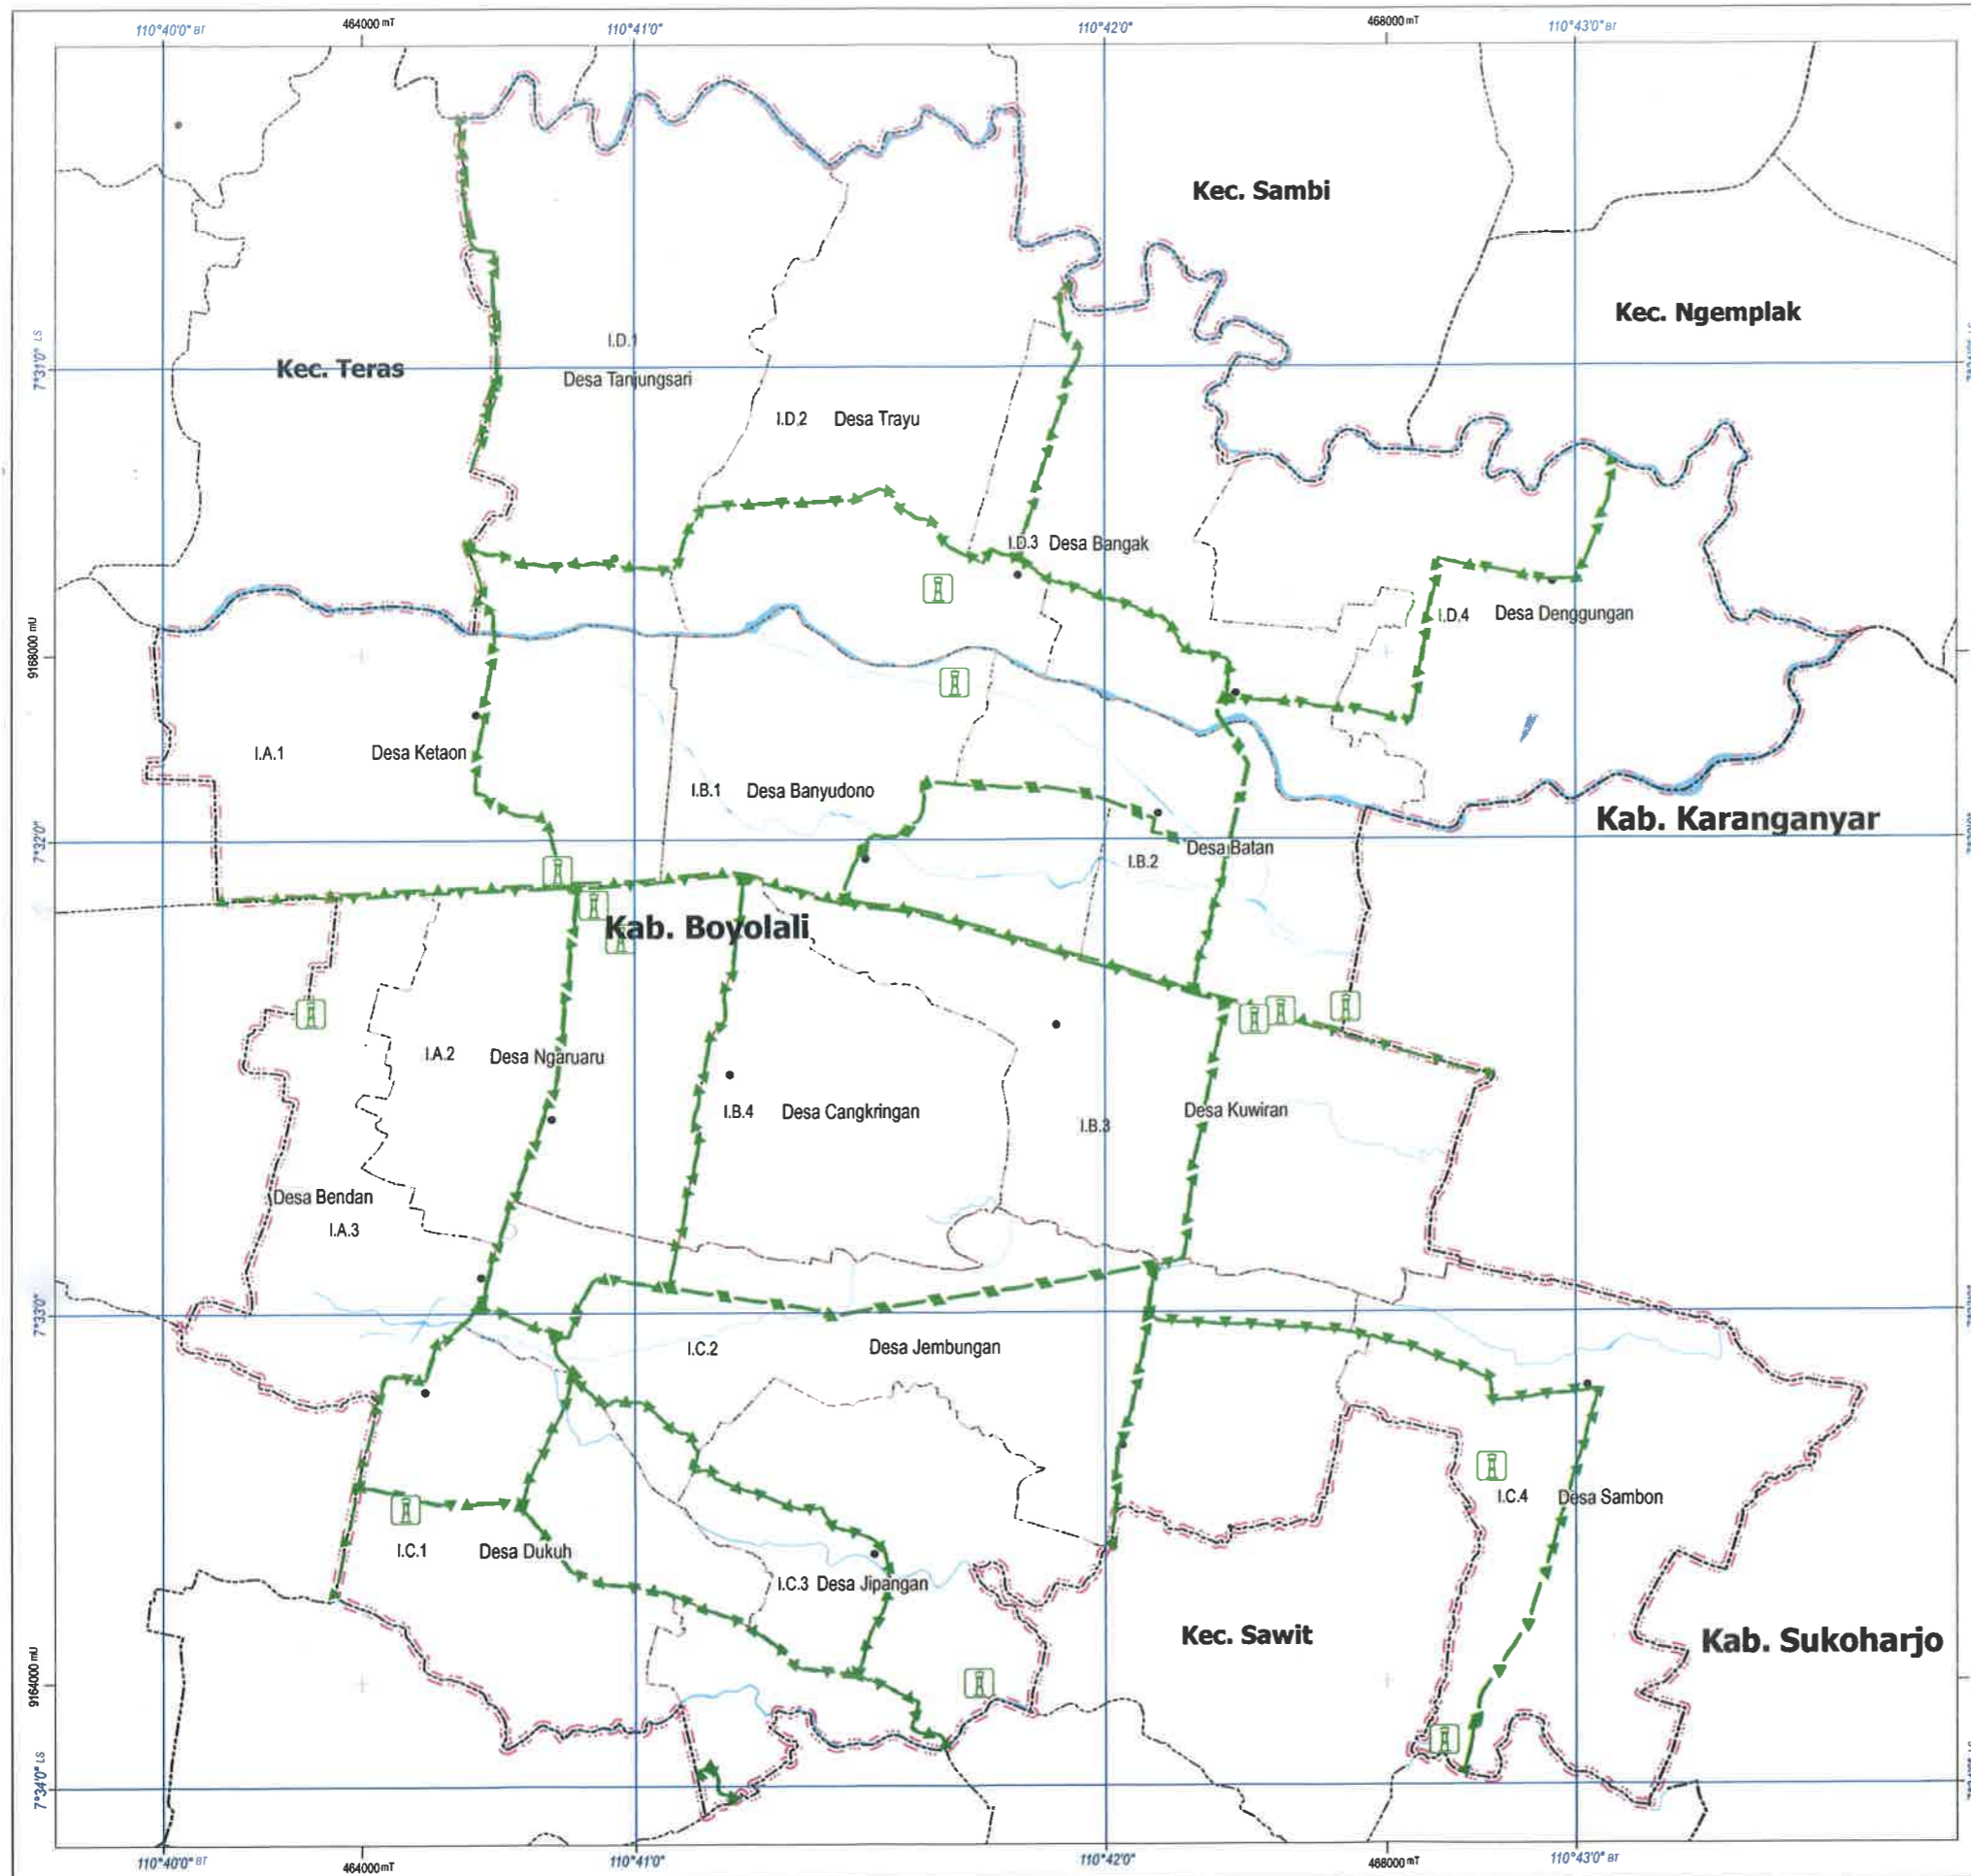 110°40'0" BT
464000 mT
110°41'0"
110°42'0"
468000 mT
110°43'0" BT
Kec. Sambi
Kec. Ngemplak
7°31'0" LS
Kec. Teras
I.D.1
Desa Tanjungsari
I.D.2 Desa Trayu
I.D.3 Desa Bangak
I.D.4 Desa Denggungan
9168000 mU
I.A.1 Desa Ketaon
I.B.1 Desa Banyudono
Kab. Karanganyar
7°32'0"
I.B.2 Desa Batan
Kab. Boyolali
I.A.2 Desa Ngaruaru
I.B.4 Desa Cangkringan
I.B.3 Desa Kuwiran
Desa Bendan
I.A.3
7°33'0"
I.C.2 Desa Jembungan
I.C.4 Desa Sambon
I.C.1 Desa Dukuh
I.C.3 Desa Jipangan
Kec. Sawit
Kab. Sukoharjo
9164000 mU
7°34'0" LS
110°40'0" BT
464000 mT
110°41'0"
110°42'0"
468000 mT
110°43'0" BT